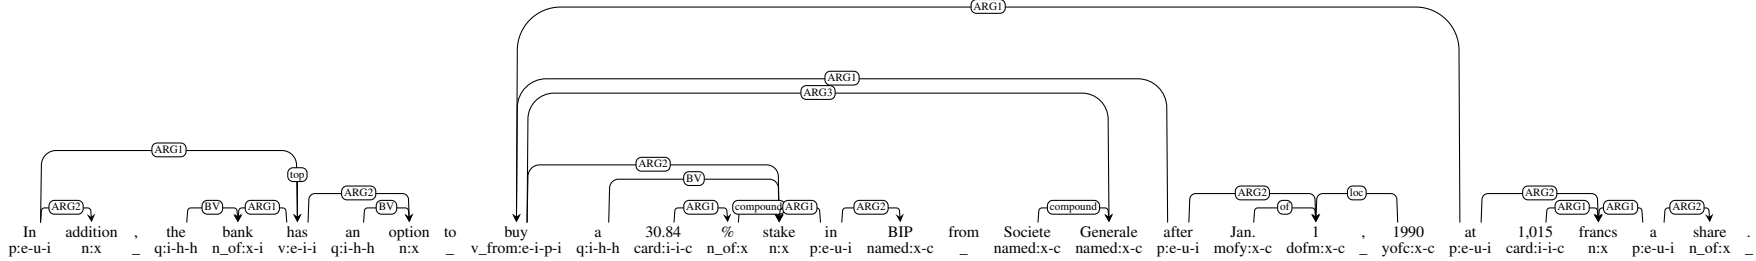 ARG1
ARG1
ARG3
ARG1
ARG2
top
BV
ARG2 ARG2 loc ARG2
ARG2 BV ARG1 BV ARG1 compound ARG1 ARG2 compound of ARG1 ARG1 ARG2
In addition , the bank has an option to buy a 30.84 % stake in BIP from Societe Generale after Jan. 1 , 1990 at 1,015 francs a share .
p:e-u-i n:x _ q:i-h-h n_of:x-i v:e-i-i q:i-h-h n:x _ v_from:e-i-p-i q:i-h-h card:i-i-c n_of:x n:x p:e-u-i named:x-c _ named:x-c named:x-c p:e-u-i mofy:x-c dofm:x-c _ yofc:x-c p:e-u-i card:i-i-c n:x p:e-u-i n_of:x _